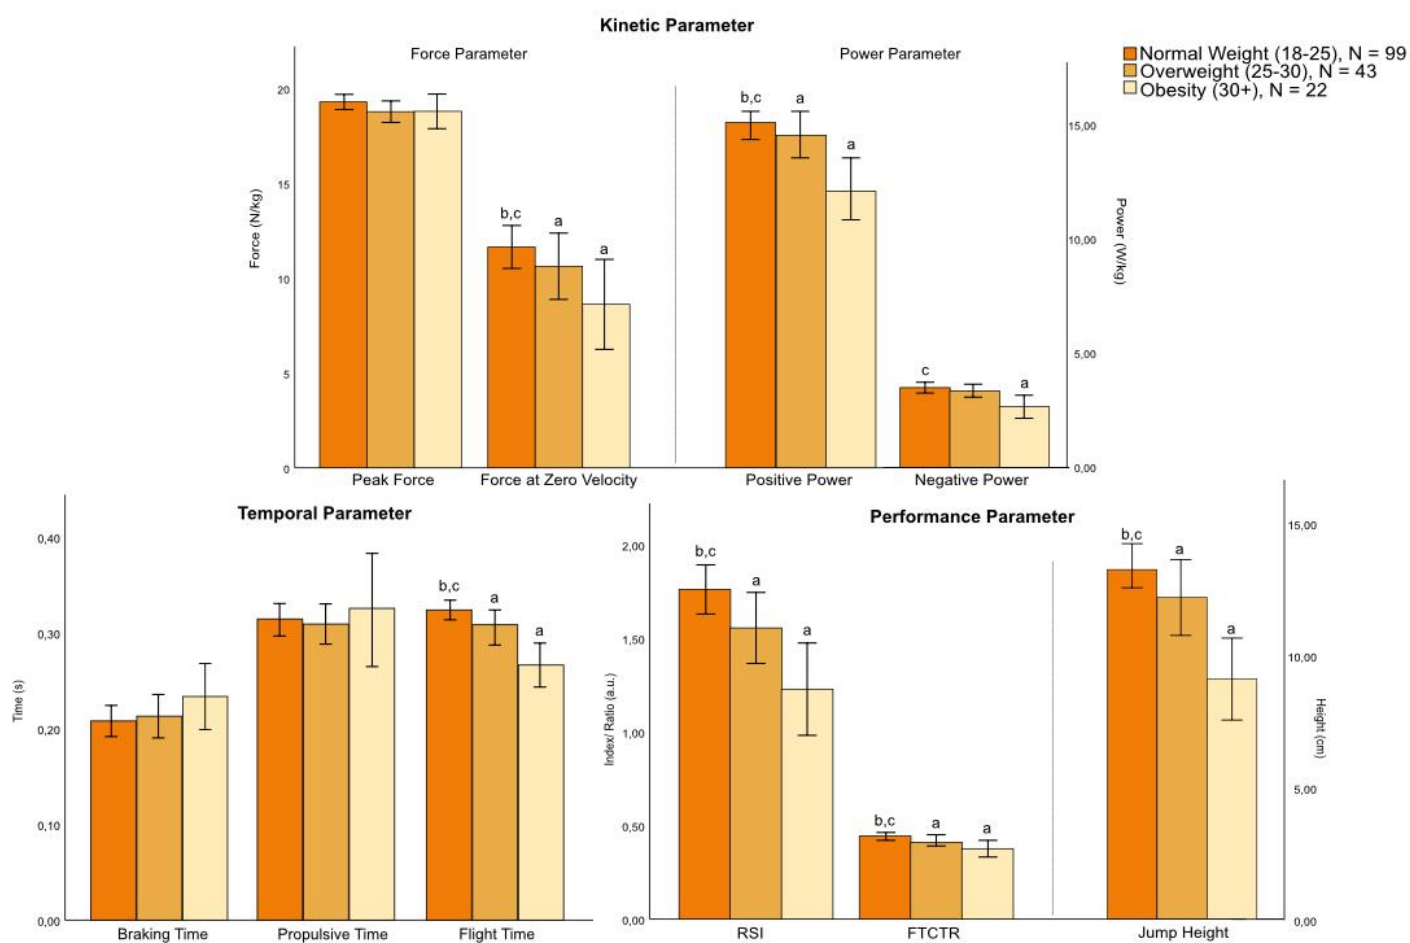 Kinetic Parameter
Force Parameter
Power Parameter
Normal Weight (18-25), N = 99
Overweight (25-30), N = 43
Obesity (30+), N = 22
Force (N/kg)
20
15
10
5
0
b,c
a
a
b,c
a
a
c
a
15,00
10,00
5,00
0,00
Power (W/kg)
Peak Force
Force at Zero Velocity
Positive Power
Negative Power
Temporal Parameter
Time (s)
0,40
0,30
0,20
0,10
0,00
b,c
a
a
Braking Time
Propulsive Time
Flight Time
Performance Parameter
Index/ Ratio (a.u.)
2,00
1,50
1,00
0,50
0,00
b,c
a
a
b,c
a
a
b,c
a
a
15,00
10,00
5,00
0,00
Height (cm)
RSI
FTCTR
Jump Height